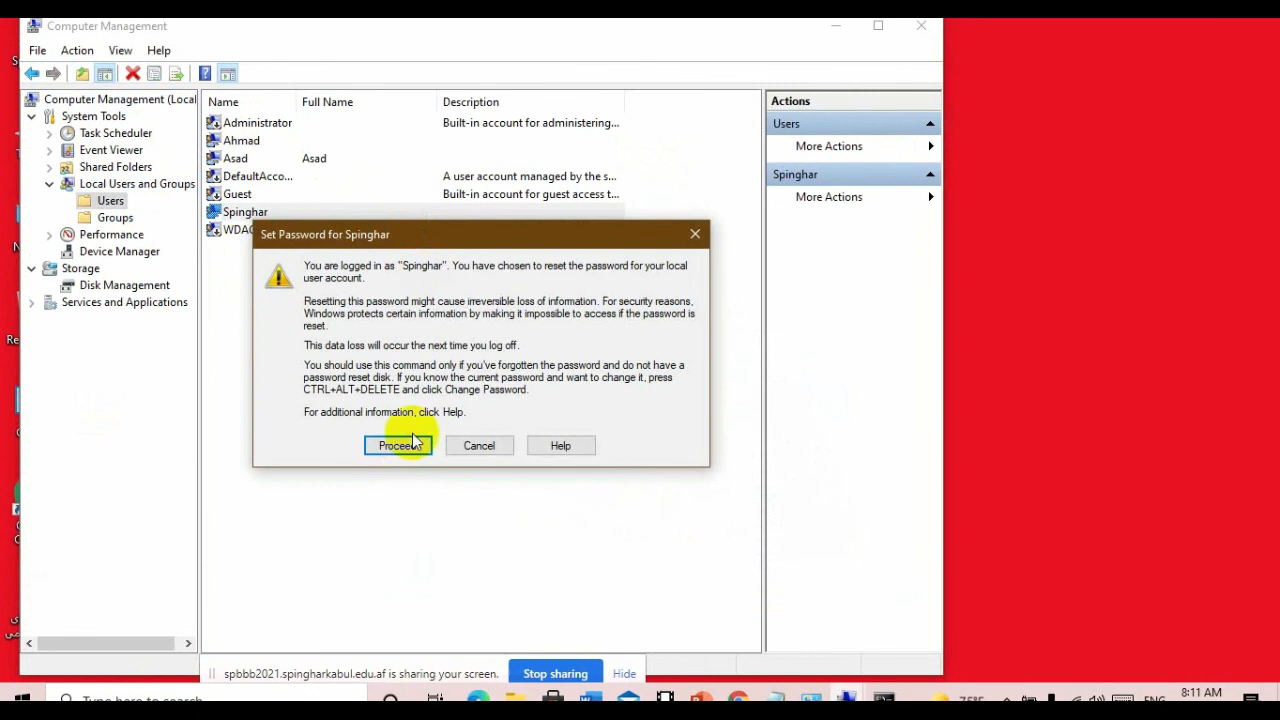 Computer Management
File Action View Help
Computer Management (Local
System Tools
Task Scheduler
Event Viewer
Shared Folders
Local Users and Groups
Users
Groups
Performance
Device Manager
Storage
Disk Management
Services and Applications
Name Full Name Description
Administrator Built-in account for administering...
Ahmad
Asad Asad
DefaultAcco... A user account managed by the s...
Guest Built-in account for guest access t...
Spinghar
WDAG
Actions
Users
More Actions
Spinghar
More Actions
Set Password for Spinghar
You are logged in as "Spinghar". You have chosen to reset the password for your local
user account.
Resetting this password might cause irreversible loss of information. For security reasons,
Windows protects certain information by making it impossible to access if the password is
reset.
This data loss will occur the next time you log off.
You should use this command only if you've forgotten the password and do not have a
password reset disk. If you know the current password and want to change it, press
CTRL+ALT+DELETE and click Change Password.
For additional information, click Help.
Proceed Cancel Help
spbbb2021.spingharkabul.edu.af is sharing your screen. Stop sharing Hide
Type here to search
75°F ENG 8:11 AM